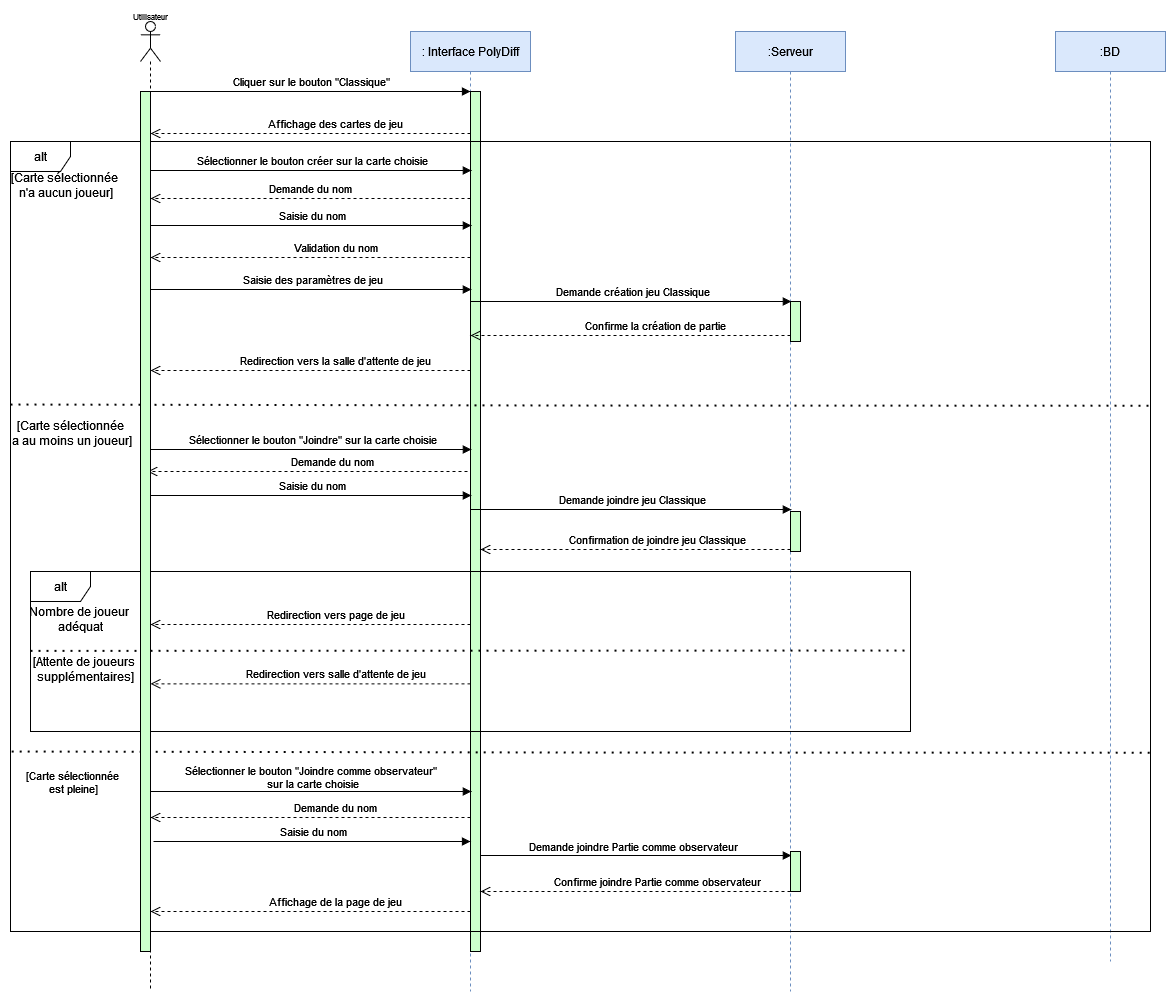 Utilisateur
: Interface PolyDiff
:Serveur
:BD
Cliquer sur le bouton "Classique"
Affichage des cartes de jeu
alt
[Carte sélectionnée
n'a aucun joueur]
Sélectionner le bouton créer sur la carte choisie
Demande du nom
Saisie du nom
Validation du nom
Saisie des paramètres de jeu
Demande création jeu Classique
Confirme la création de partie
Redirection vers la salle d'attente de jeu
[Carte sélectionnée
a au moins un joueur]
Sélectionner le bouton "Joindre" sur la carte choisie
Demande du nom
Saisie du nom
Demande joindre jeu Classique
Confirmation de joindre jeu Classique
alt
Nombre de joueur
adéquat
Redirection vers page de jeu
[Attente de joueurs
supplémentaires]
Redirection vers salle d'attente de jeu
[Carte sélectionnée
est pleine]
Sélectionner le bouton "Joindre comme observateur"
sur la carte choisie
Demande du nom
Saisie du nom
Demande joindre Partie comme observateur
Confirme joindre Partie comme observateur
Affichage de la page de jeu